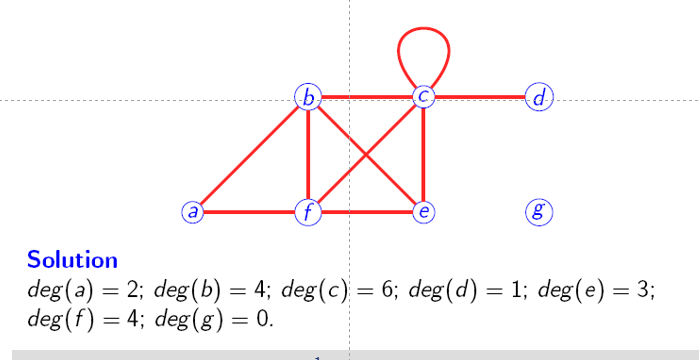 b c d
a f e g
Solution
deg(a) = 2; deg(b) = 4; deg(c) = 6; deg(d) = 1; deg(e) = 3;
deg(f) = 4; deg(g) = 0.